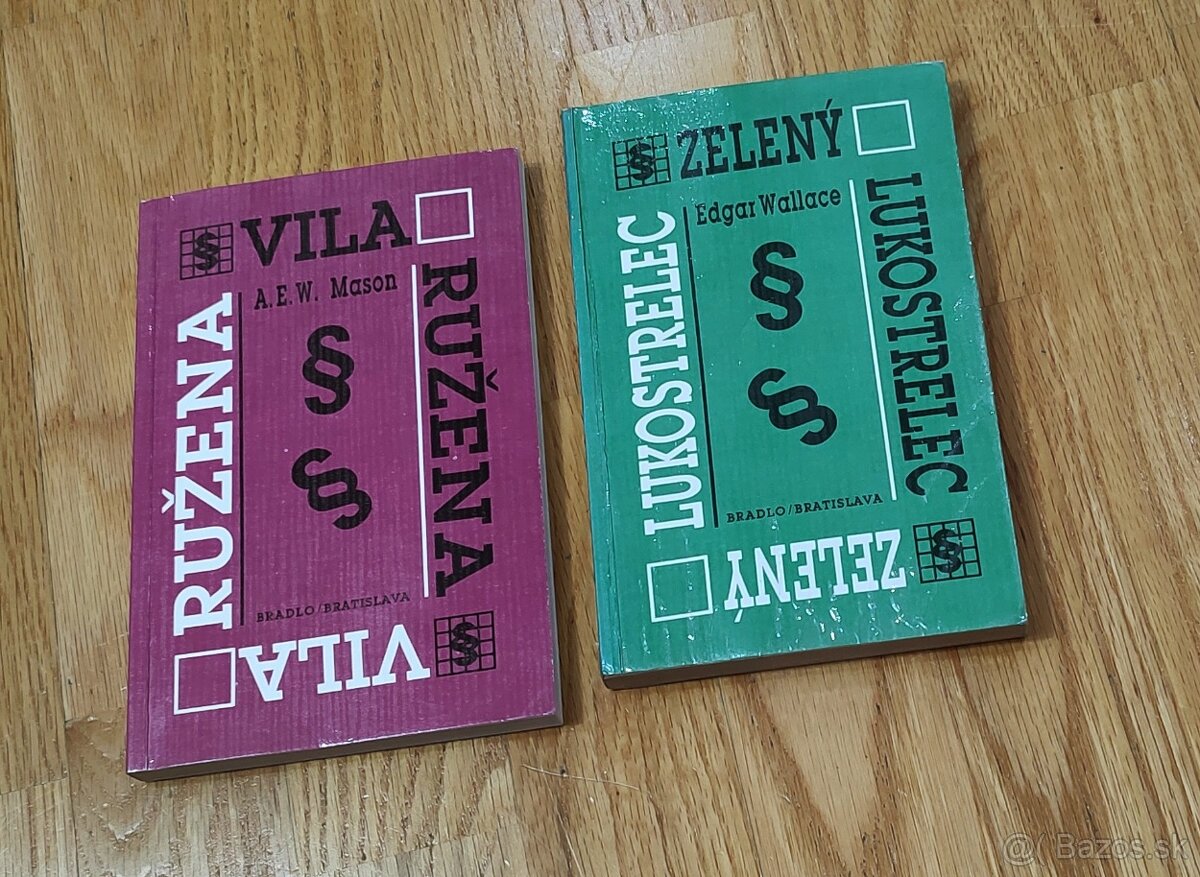 VILA
RUŽENA
A.E.W. Mason
§
§
RUŽENA
BRADLO/BRATISLAVA
VILA
§
§
ZELENÝ
LUKOSTRELEC
Edgar Wallace
§
§
LUKOSTRELEC
BRADLO/BRATISLAVA
ZELENÝ
§
§
@ Bazos.sk